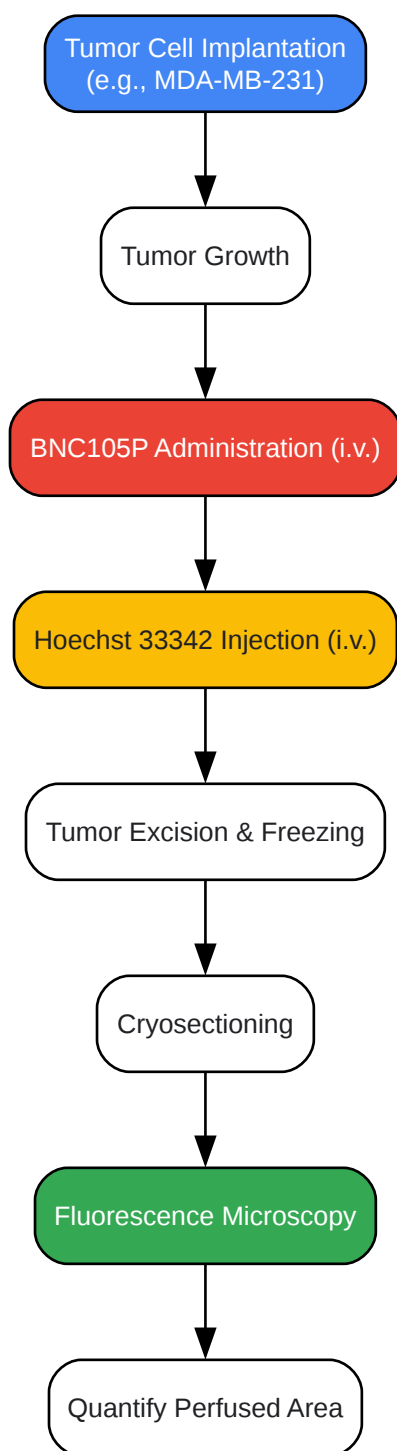 Tumor Cell Implantation
(e.g., MDA-MB-231)
Tumor Growth
BNC105P Administration (i.v.)
Hoechst 33342 Injection (i.v.)
Tumor Excision & Freezing
Cryosectioning
Fluorescence Microscopy
Quantify Perfused Area